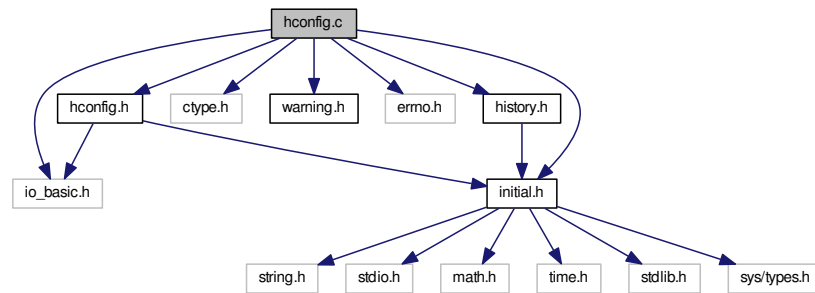 hconfig.c
hconfig.h
ctype.h
warning.h
errno.h
history.h
io_basic.h
initial.h
string.h
stdio.h
math.h
time.h
stdlib.h
sys/types.h